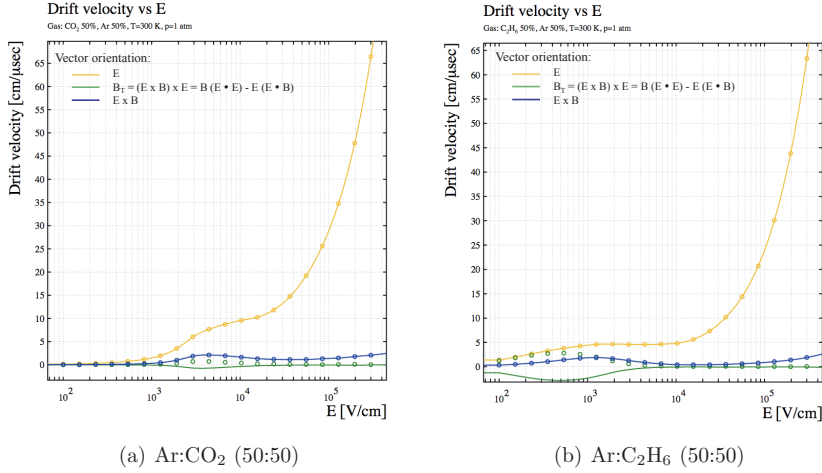 Drift velocity vs E
Gas: CO₂ 50%, Ar 50%, T=300 K, p=1 atm
Drift velocity [cm/μsec]
Vector orientation:
E
B_T = (E x B) x E = B (E • E) - E (E • B)
E x B
65
60
55
50
45
40
35
30
25
20
15
10
5
0
10² 10³ 10⁴ 10⁵
E [V/cm]
(a) Ar:CO₂ (50:50)
Drift velocity vs E
Gas: C₂H₆ 50%, Ar 50%, T=300 K, p=1 atm
Drift velocity [cm/μsec]
Vector orientation:
E
B_T = (E x B) x E = B (E • E) - E (E • B)
E x B
65
60
55
50
45
40
35
30
25
20
15
10
5
0
10² 10³ 10⁴ 10⁵
E [V/cm]
(b) Ar:C₂H₆ (50:50)